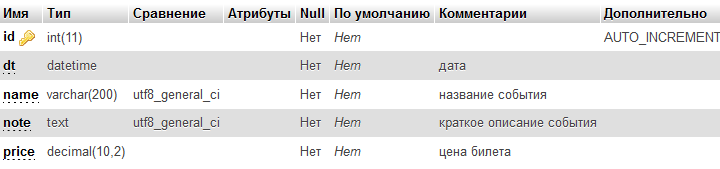 Имя Тип Сравнение Атрибуты Null По умолчанию Комментарии Дополнительно
id int(11) Нет Нет AUTO_INCREMENT
dt datetime Нет Нет дата
name varchar(200) utf8_general_ci Нет Нет название события
note text utf8_general_ci Нет Нет краткое описание события
price decimal(10,2) Нет Нет цена билета